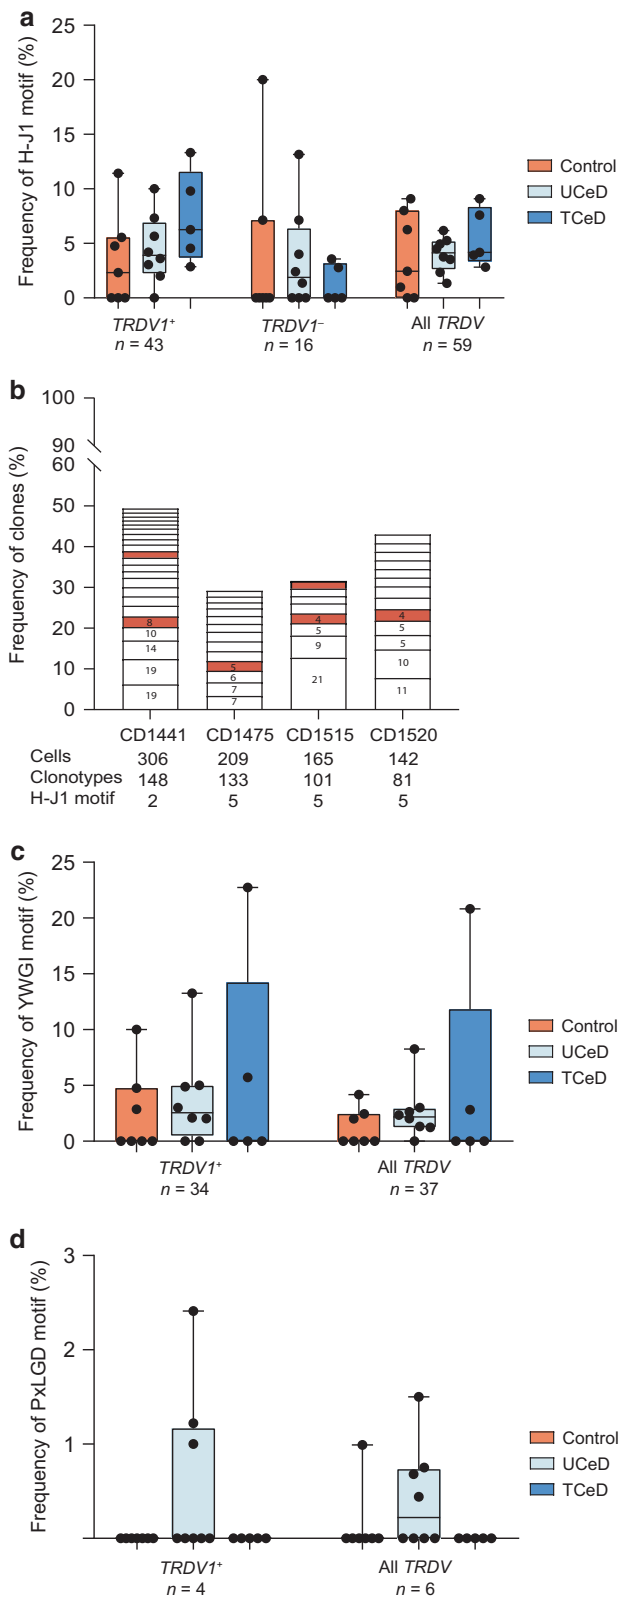 a
Frequency of H-J1 motif (%)
25
20
15
10
5
0
TRDV1+
n = 43
TRDV1–
n = 16
All TRDV
n = 59
Control
UCeD
TCeD
b
Frequency of clones (%)
100
90
60
50
40
30
20
10
0
8
10
14
19
19
5
6
7
7
4
5
9
21
4
5
5
10
11
CD1441 CD1475 CD1515 CD1520
Cells 306 209 165 142
Clonotypes 148 133 101 81
H-J1 motif 2 5 5 5
c
Frequency of YWGI motif (%)
25
20
15
10
5
0
TRDV1+
n = 34
All TRDV
n = 37
Control
UCeD
TCeD
d
Frequency of PxLGD motif (%)
3
2
1
TRDV1+
n = 4
All TRDV
n = 6
Control
UCeD
TCeD